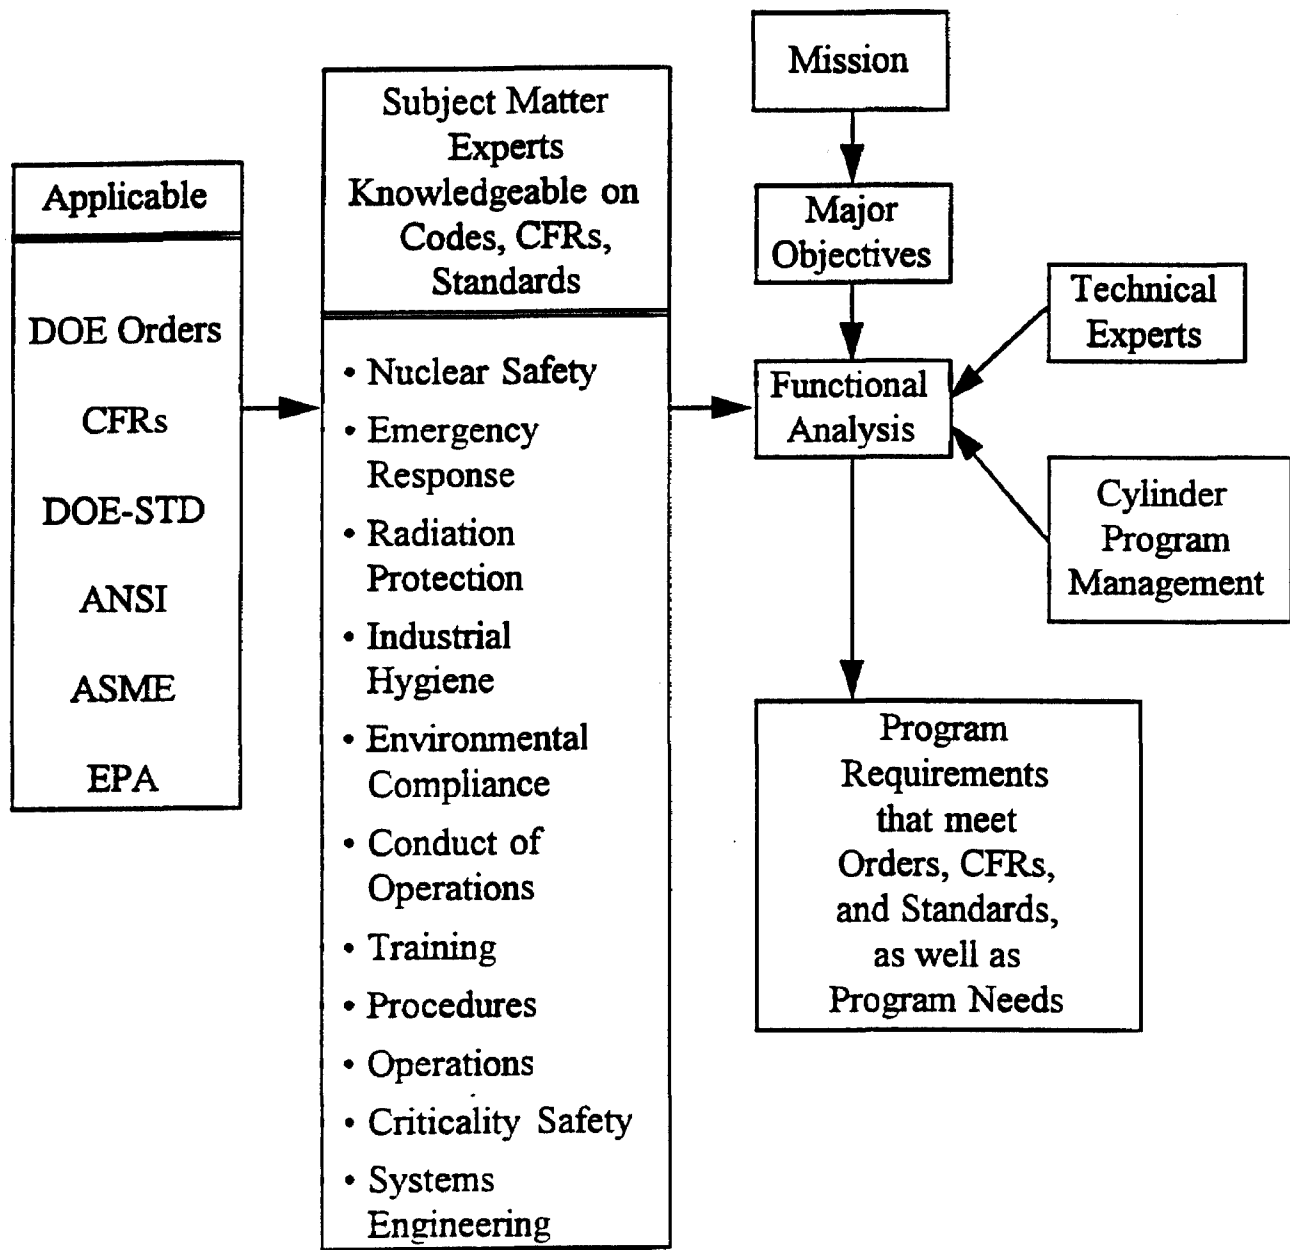 Applicable
DOE Orders
CFRs
DOE-STD
ANSI
ASME
EPA
Subject Matter
Experts
Knowledgeable on
Codes, CFRs,
Standards
• Nuclear Safety
• Emergency
Response
• Radiation
Protection
• Industrial
Hygiene
• Environmental
Compliance
• Conduct of
Operations
• Training
• Procedures
• Operations
• Criticality Safety
• Systems
Engineering
Mission
Major
Objectives
Functional
Analysis
Technical
Experts
Cylinder
Program
Management
Program
Requirements
that meet
Orders, CFRs,
and Standards,
as well as
Program Needs